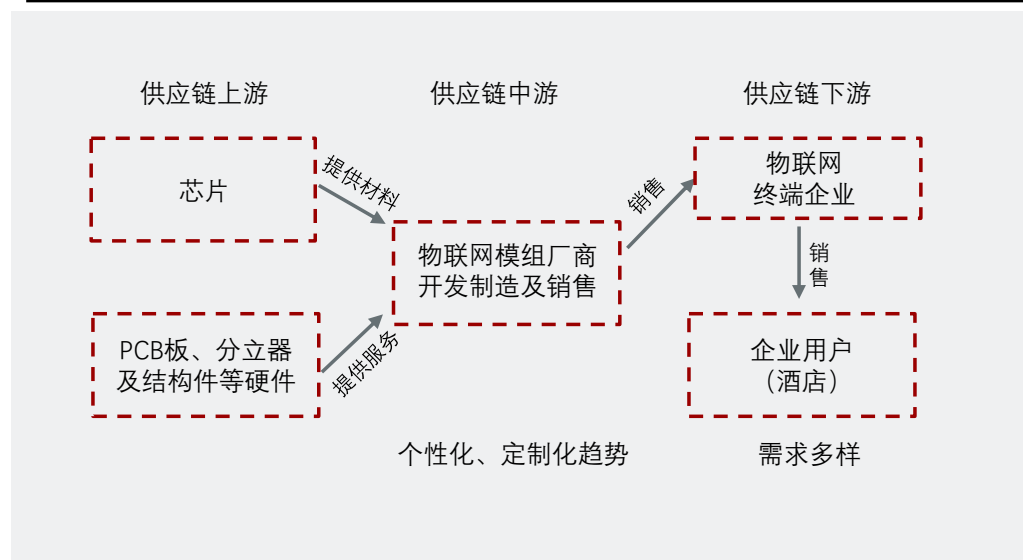 供应链上游
供应链中游
供应链下游
芯片
提供材料
物联网模组厂商
开发制造及销售
销售
物联网
终端企业
销
售
PCB板、分立器
及结构件等硬件
提供服务
企业用户
（酒店）
个性化、定制化趋势
需求多样